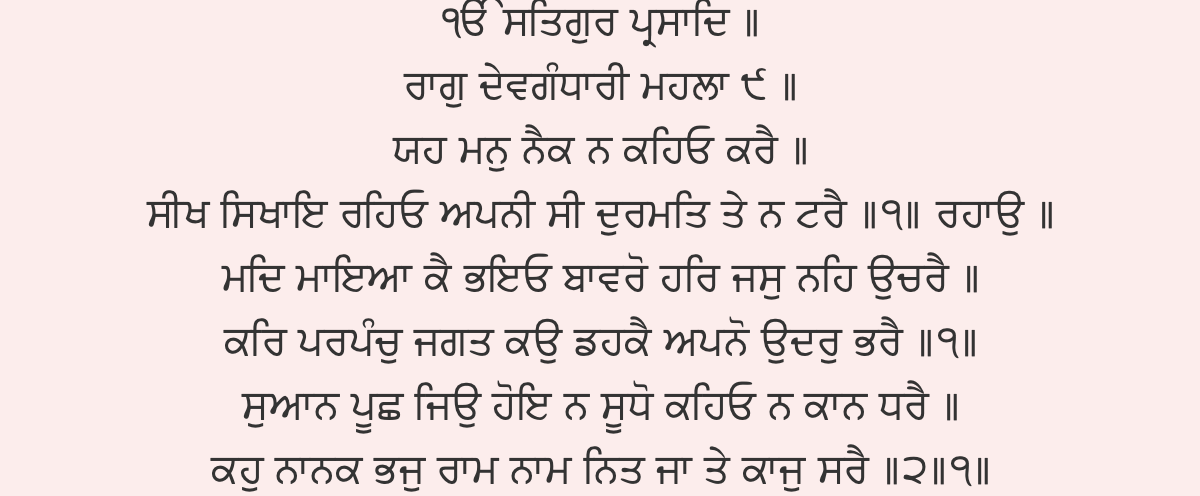 ੴ ਸਤਿਗੁਰ ਪ੍ਰਸਾਦਿ ॥
ਰਾਗੁ ਦੇਵਗੰਧਾਰੀ ਮਹਲਾ ੯ ॥
ਯਹ ਮਨੁ ਨੈਕ ਨ ਕਹਿਓ ਕਰੈ ॥
ਸੀਖ ਸਿਖਾਇ ਰਹਿਓ ਅਪਨੀ ਸੀ ਦੁਰਮਤਿ ਤੇ ਨ ਟਰੈ ॥੧॥ ਰਹਾਉ ॥
ਮਦਿ ਮਾਇਆ ਕੈ ਭਇਓ ਬਾਵਰੋ ਹਰਿ ਜਸੁ ਨਹਿ ਉਚਰੈ ॥
ਕਰਿ ਪਰਪੰਚੁ ਜਗਤ ਕਉ ਡਹਕੈ ਅਪਨੋ ਉਦਰੁ ਭਰੈ ॥੧॥
ਸੁਆਨ ਪੂਛ ਜਿਉ ਹੋਇ ਨ ਸੂਧੋ ਕਹਿਓ ਨ ਕਾਨ ਧਰੈ ॥
ਕਹੁ ਨਾਨਕ ਭਜੁ ਰਾਮ ਨਾਮ ਨਿਤ ਜਾ ਤੇ ਕਾਜੁ ਸਰੈ ॥੨॥੧॥